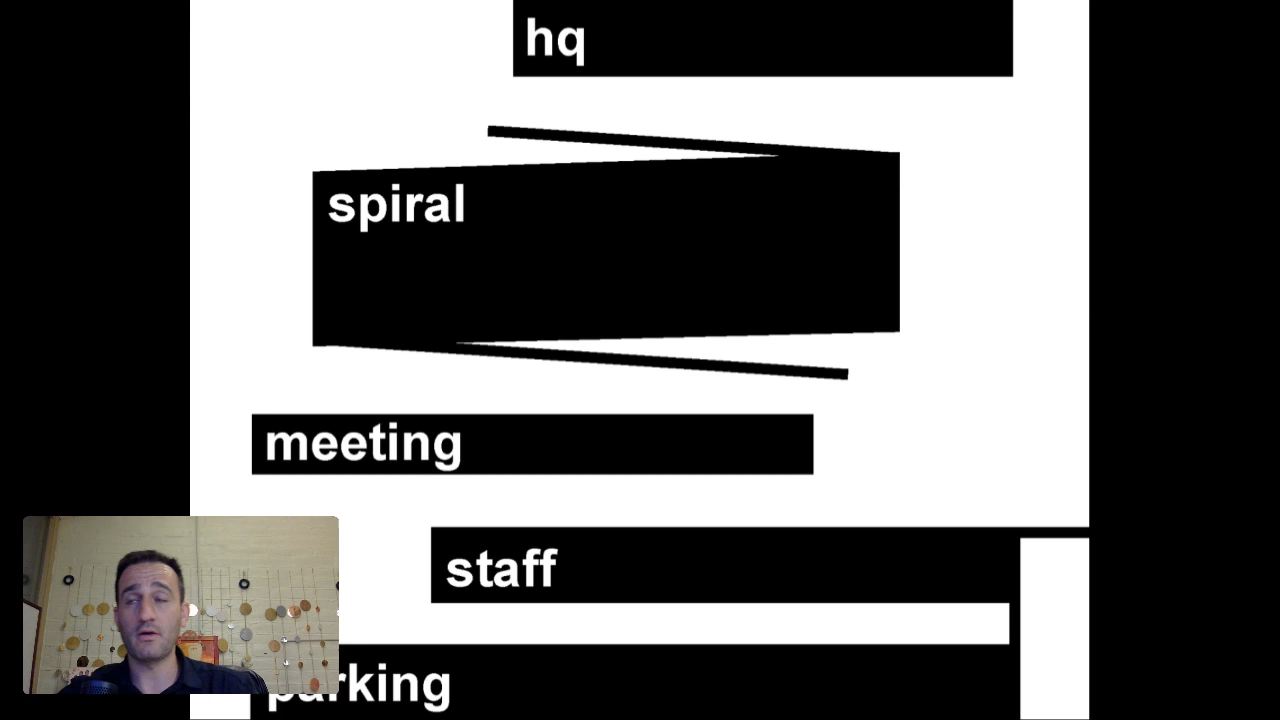 hq
spiral
meeting
staff
parking